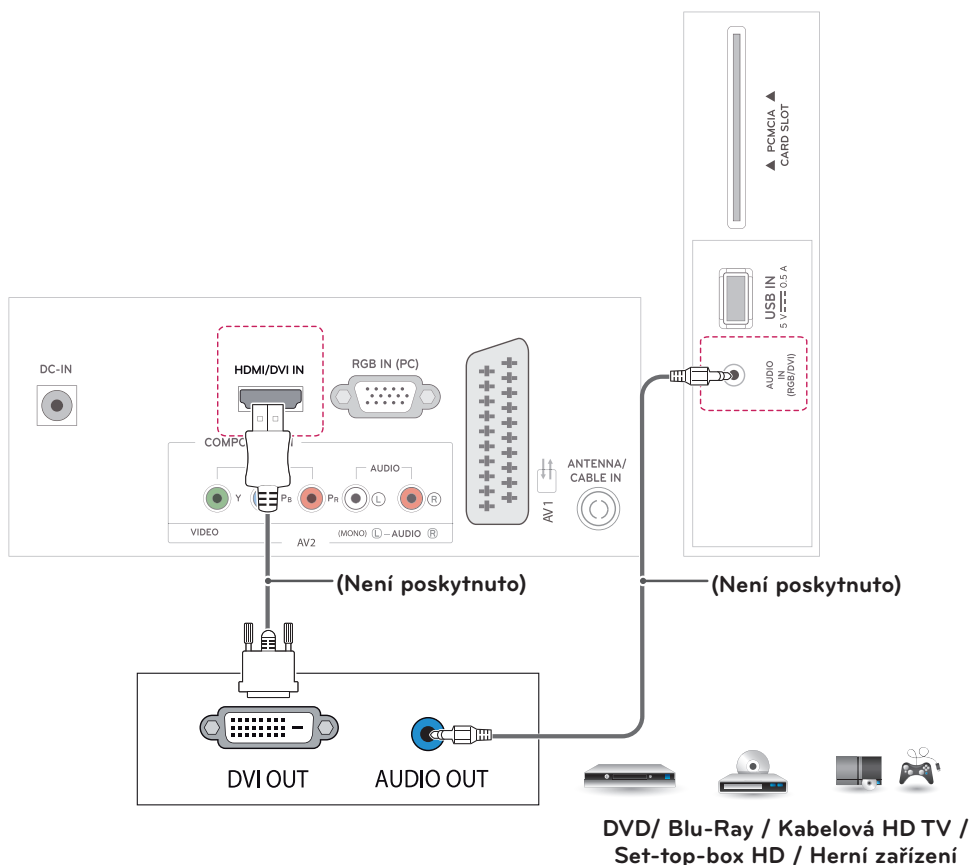 ▲ PCMCIA ▲
CARD SLOT
USB IN
5 V 0.5 A
AUDIO
IN
(RGB/DVI)
DC-IN
HDMI/DVI IN
RGB IN (PC)
ANTENNA/
CABLE IN
AV 1
AUDIO
Y
PB
PR
L
R
VIDEO
(MONO) L – AUDIO R
AV2
(Není poskytnuto)
(Není poskytnuto)
DVI OUT
AUDIO OUT
DVD/ Blu-Ray / Kabelová HD TV /
Set-top-box HD / Herní zařízení